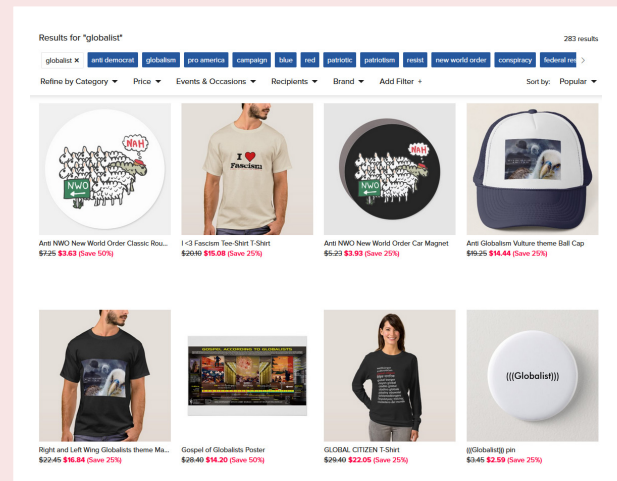 Results for "globalist"
283 results
globalist × anti democrat globalism pro america campaign blue red patriotic patriotism resist new world order conspiracy federal res
Refine by Category Price Events & Occasions Recipients Brand Add Filter + Sort by: Popular
NAH
NWO
I ❤
Fascism
NAH
NWO
Anti NWO New World Order Classic Rou...
$7.25 $3.63 (Save 50%)
I <3 Fascism Tee-Shirt T-Shirt
$20.10 $15.08 (Save 25%)
Anti NWO New World Order Car Magnet
$5.23 $3.93 (Save 25%)
Anti Globalism Vulture theme Ball Cap
$19.25 $14.44 (Save 25%)
GOSPEL ACCORDING TO GLOBALISTS
(((Globalist)))
Right and Left Wing Globalists theme Ma...
$22.45 $16.84 (Save 25%)
Gospel of Globalists Poster
$28.40 $14.20 (Save 50%)
GLOBAL CITIZEN T-Shirt
$29.40 $22.05 (Save 25%)
(((Globalist))) pin
$3.45 $2.59 (Save 25%)